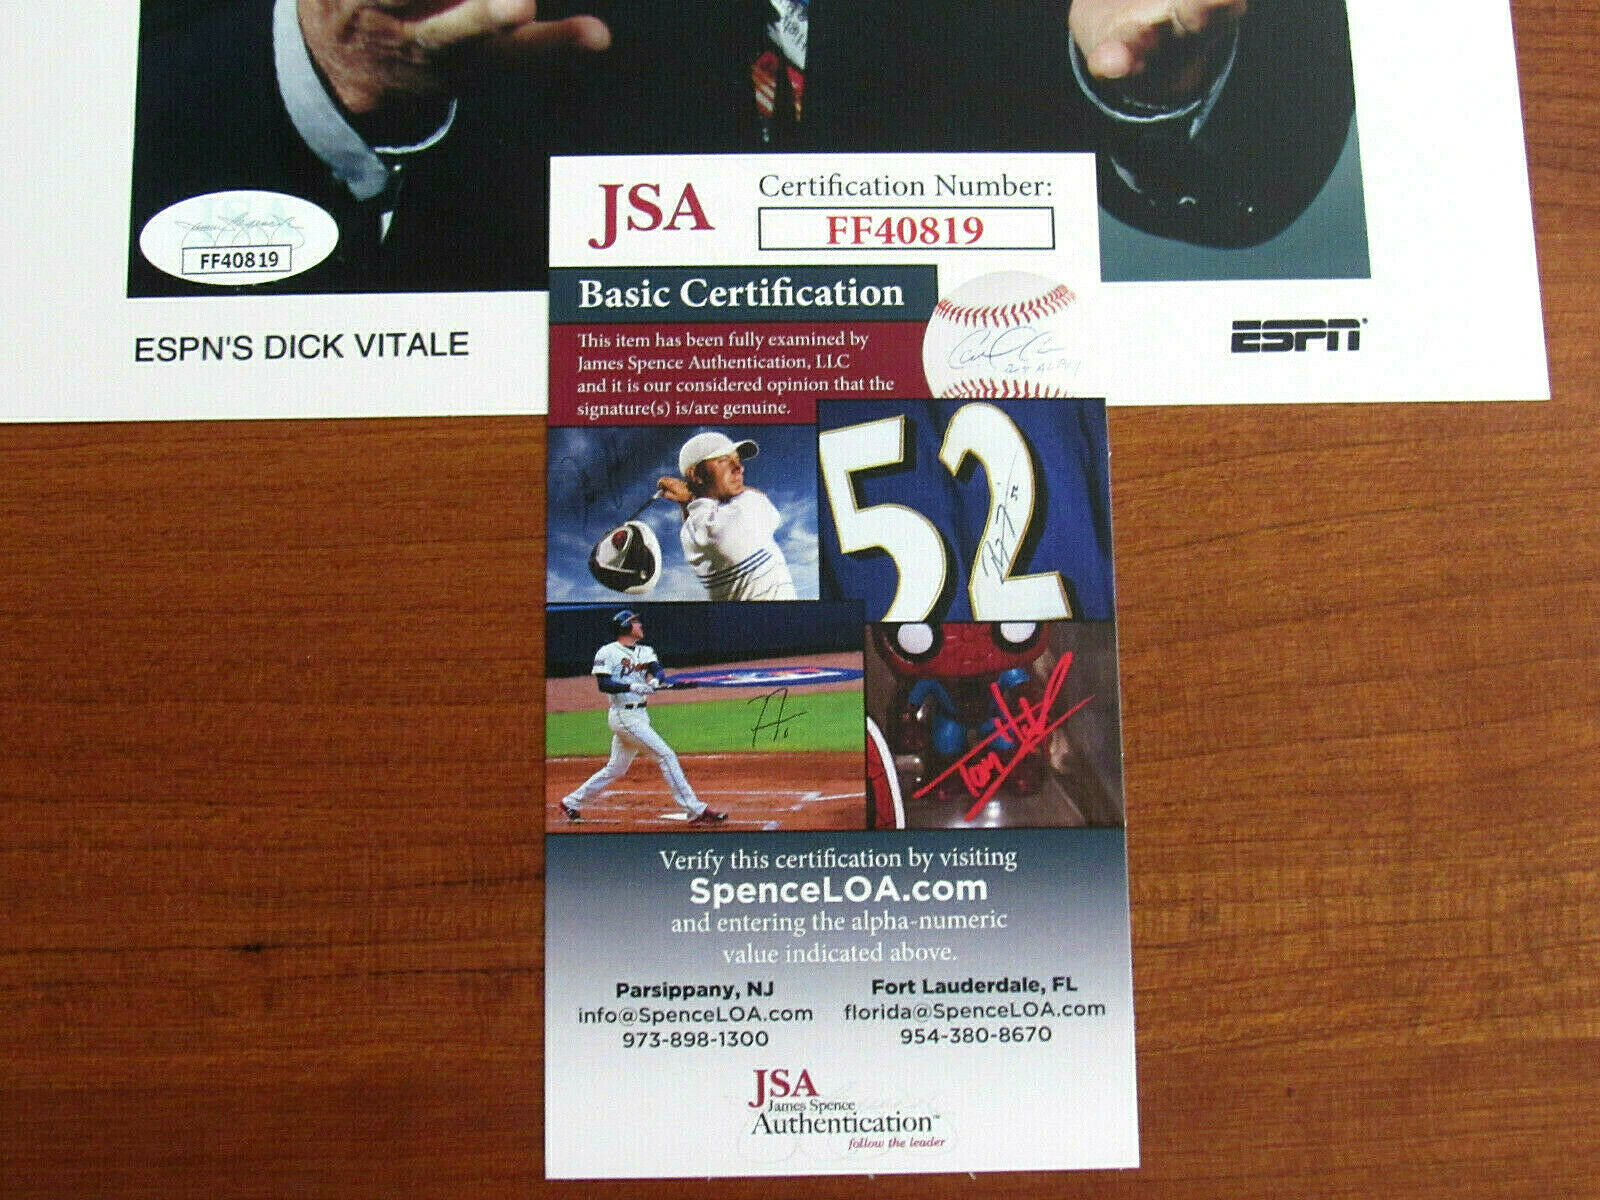 JSA
Certification Number:
FF40819
FF40819
Basic Certification
ESPN'S DICK VITALE
ESPN
This item has been fully examined by
James Spence Authentication, LLC
and it is our considered opinion that the
signature(s) is/are genuine.
52
Verify this certification by visiting
SpenceLOA.com
and entering the alpha-numeric
value indicated above.
Parsippany, NJ
info@SpenceLOA.com
973-898-1300
Fort Lauderdale, FL
florida@SpenceLOA.com
954-380-8670
JSA
James Spence
Authentication™
follow the leader